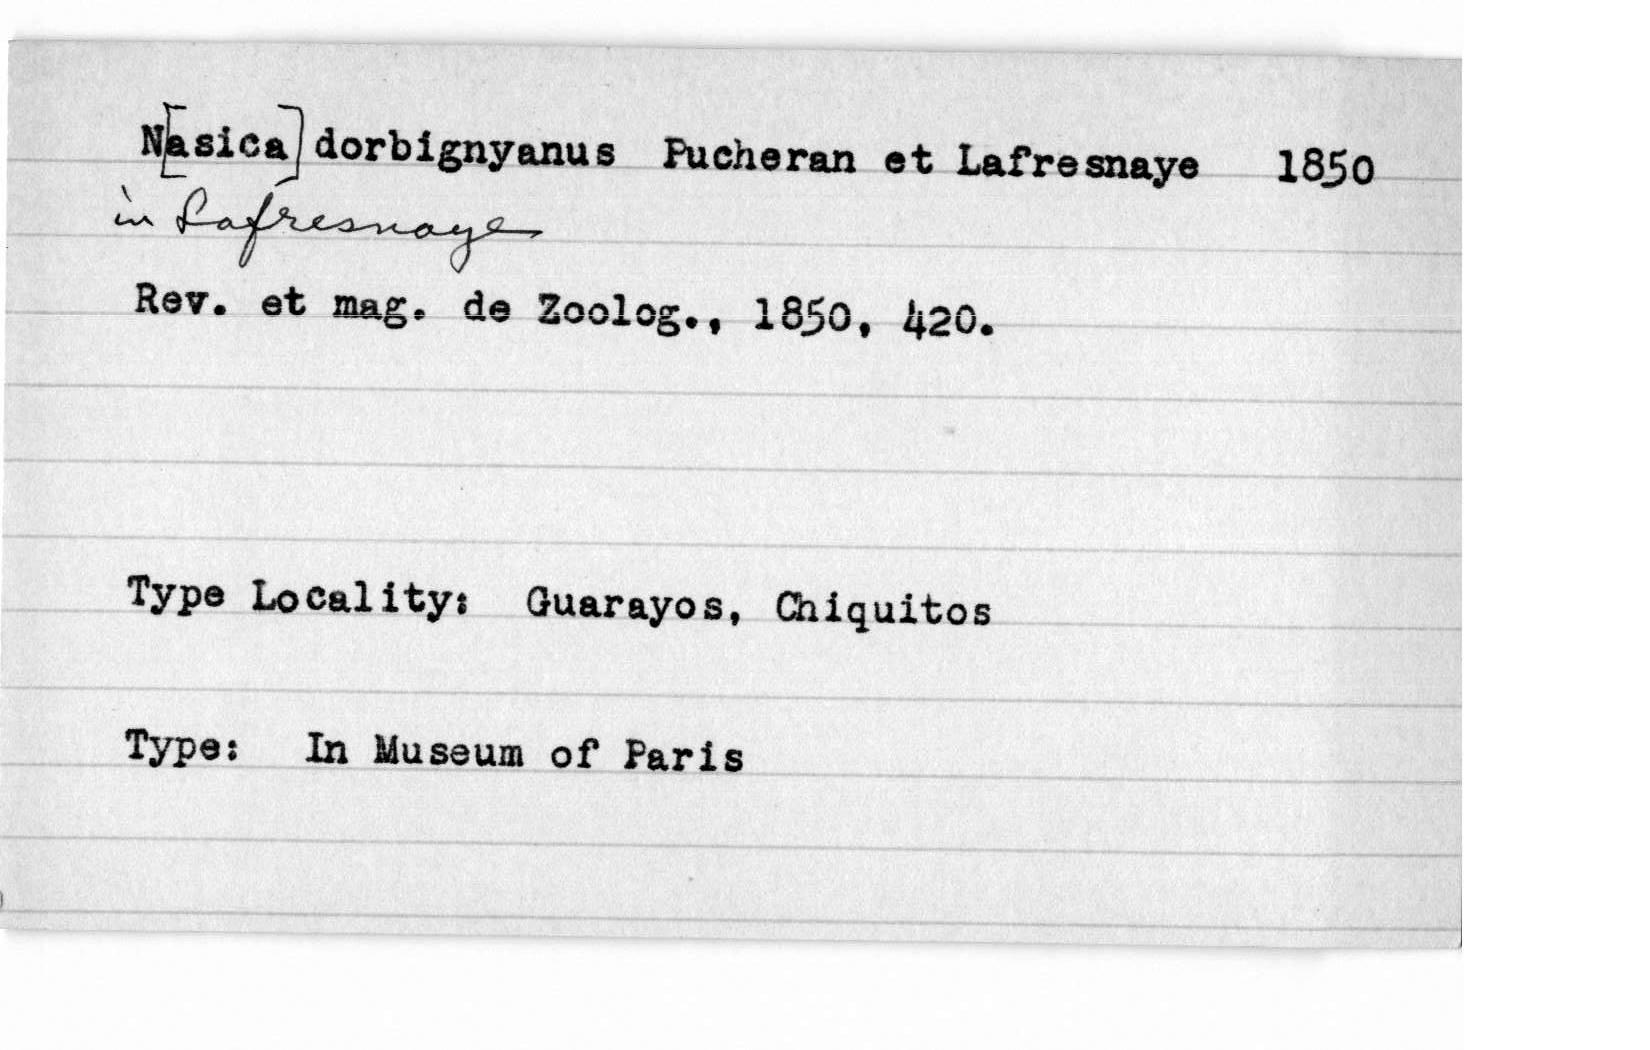 N[asica] dorbignyanus Pucheran et Lafresnaye 1850
in Lafresnaye
Rev. et mag. de Zoolog., 1850, 420.
Type Locality: Guarayos, Chiquitos
Type: In Museum of Paris